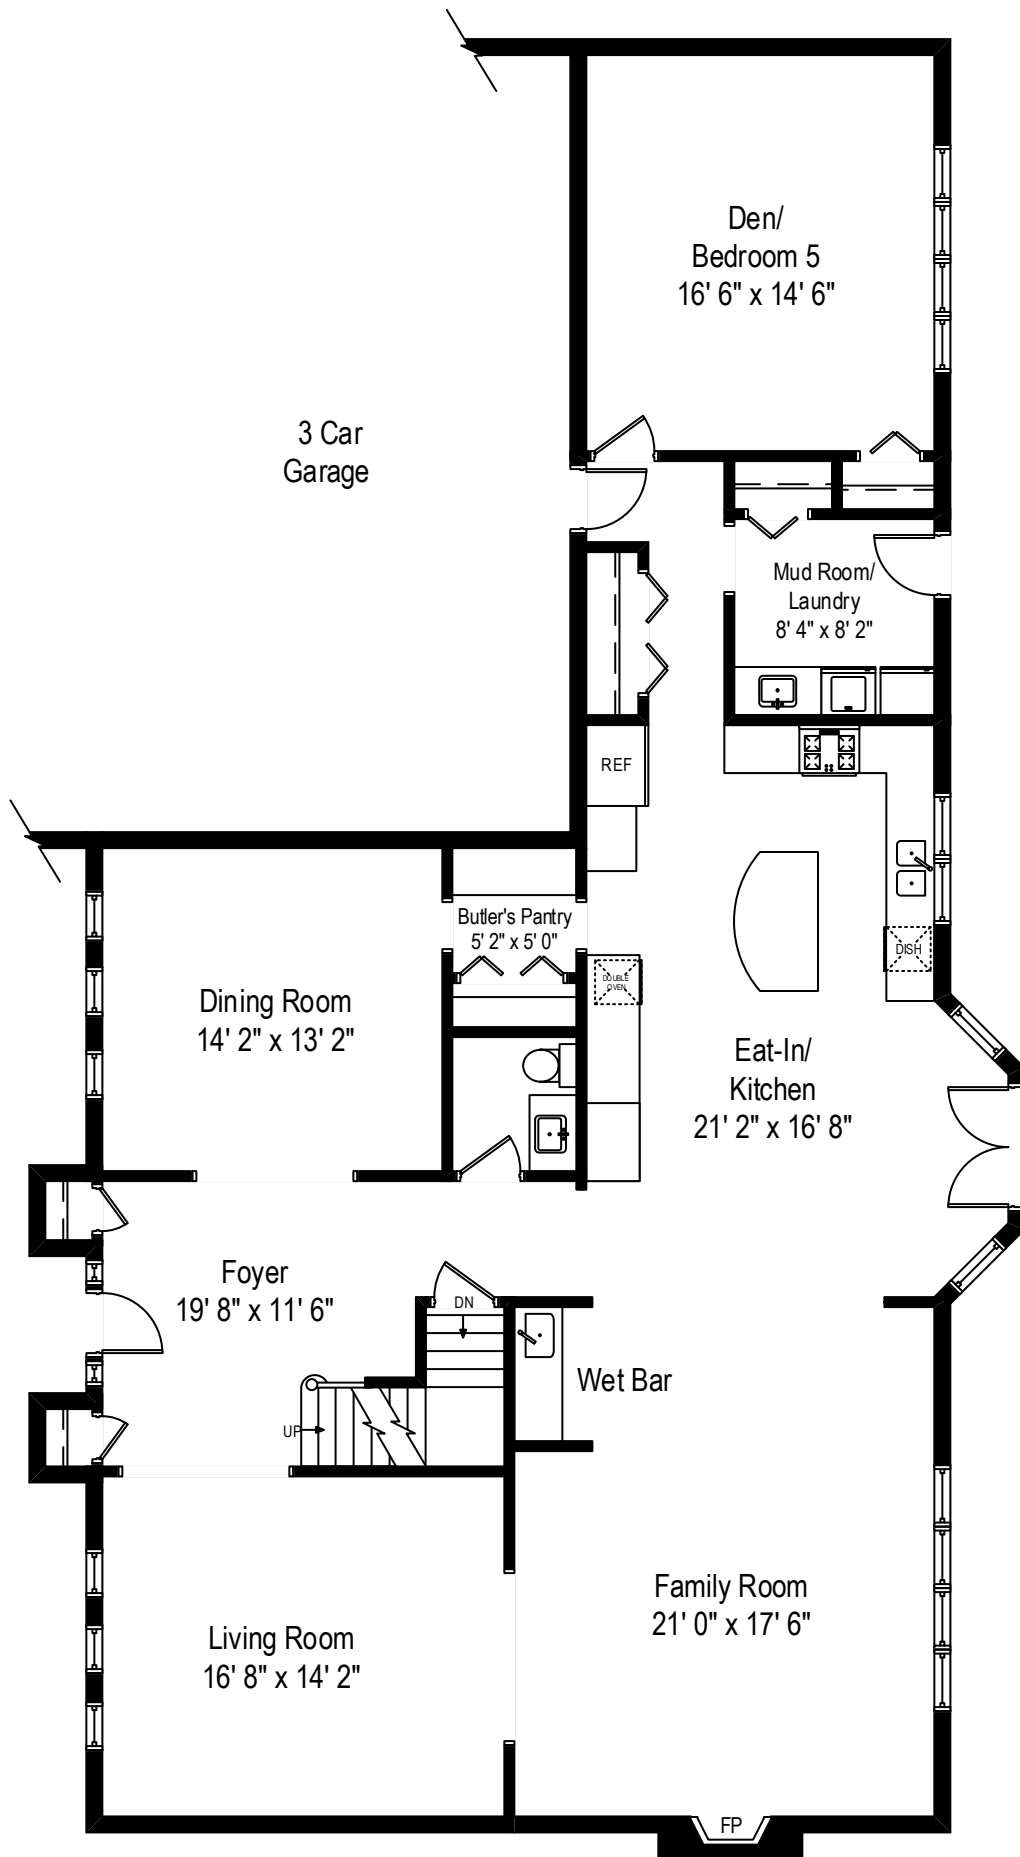 Den/
Bedroom 5
16' 6" x 14' 6"
3 Car
Garage
Mud Room/
Laundry
8' 4" x 8' 2"
REF
Butler's Pantry
5' 2" x 5' 0"
DISH
DOUBLE
OVEN
Dining Room
14' 2" x 13' 2"
Eat-In/
Kitchen
21' 2" x 16' 8"
Foyer
19' 8" x 11' 6"
DN
Wet Bar
UP
Family Room
21' 0" x 17' 6"
Living Room
16' 8" x 14' 2"
FP